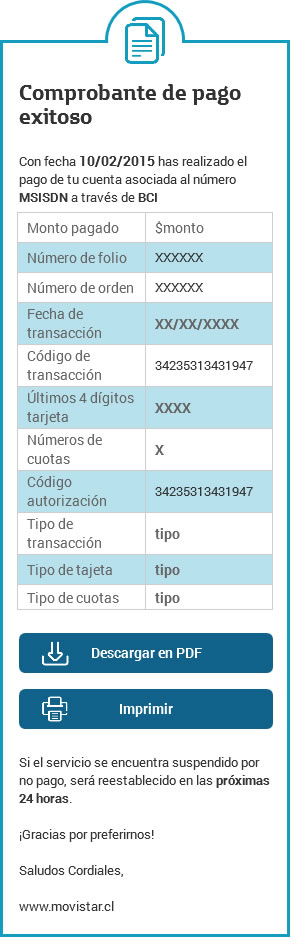 Comprobante de pago
exitoso
Con fecha 10/02/2015 has realizado el
pago de tu cuenta asociada al número
MSISDN a través de BCI
Monto pagado $monto
Número de folio XXXXXX
Número de orden XXXXXX
Fecha de
transacción XX/XX/XXXX
Código de
transacción 34235313431947
Últimos 4 dígitos
tarjeta XXXX
Números de
cuotas X
Código
autorización 34235313431947
Tipo de
transacción tipo
Tipo de tajeta tipo
Tipo de cuotas tipo
Descargar en PDF
Imprimir
Si el servicio se encuentra suspendido por
no pago, será reestablecido en las próximas
24 horas.
¡Gracias por preferirnos!
Saludos Cordiales,
www.movistar.cl